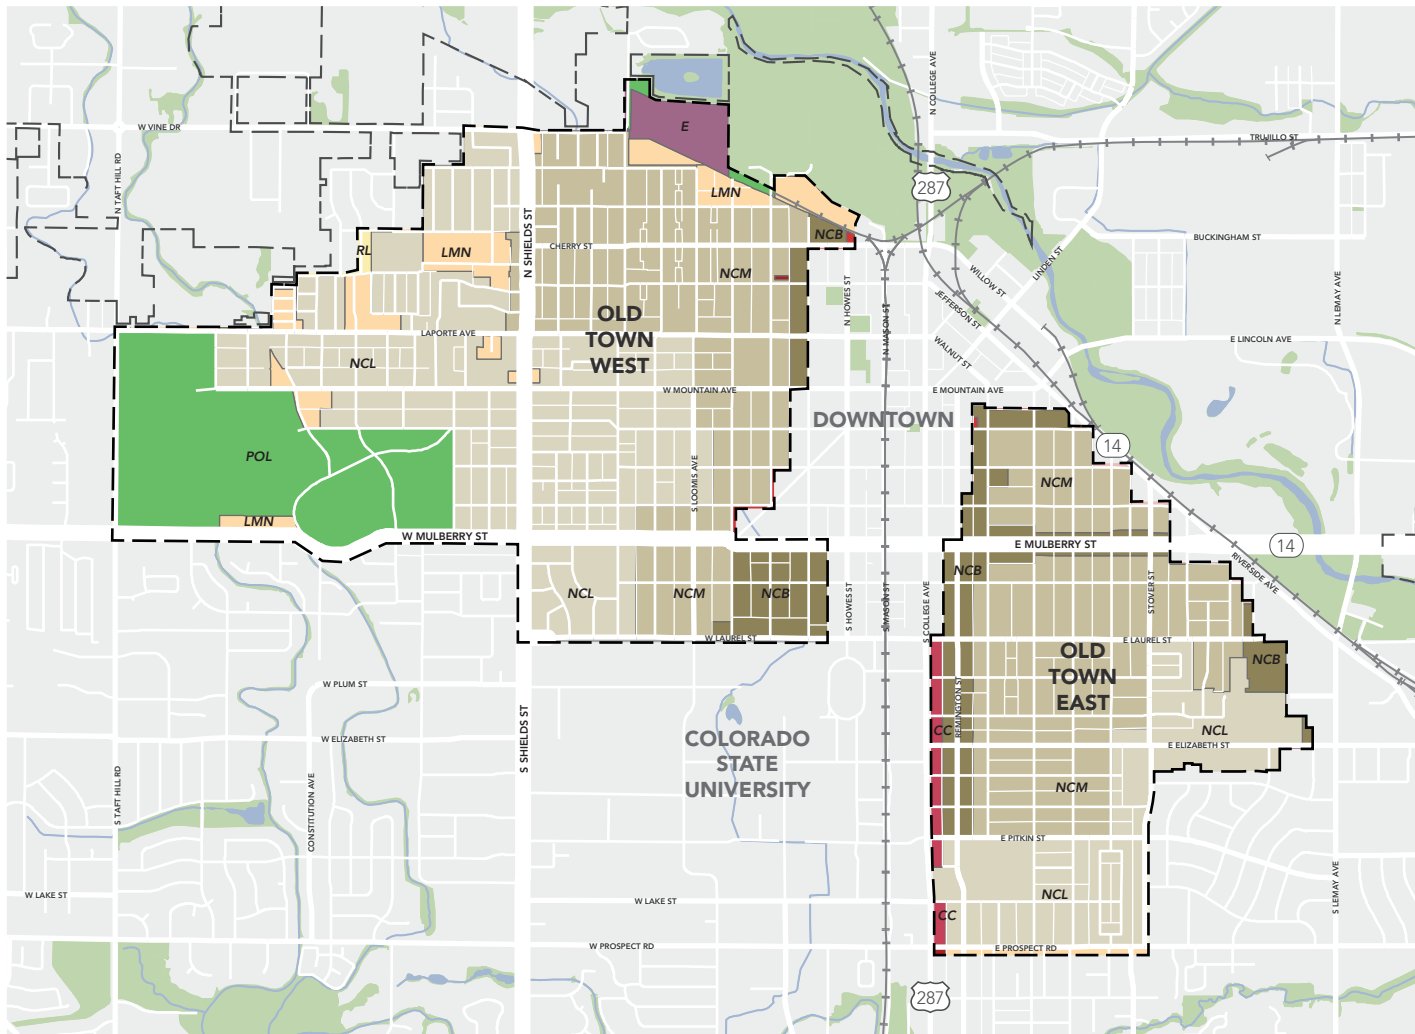 N COLLEGE AVE
W VINE DR
E
TRUJILLO ST
N TAFT HILL RD
287
LMN
N SHIELDS ST
NCB
BUCKINGHAM ST
RL
LMN
CHERRY ST
LINDEN ST
NCM
WILLOW ST
N LEMAY AVE
N HOWES ST
JEFFERSON ST
OLD
TOWN
WEST
N MASON ST
LAPORTE AVE
E LINCOLN AVE
WALNUT ST
NCL
W MOUNTAIN AVE
E MOUNTAIN AVE
DOWNTOWN
14
POL
NCM
S LOOMIS AVE
LMN
W MULBERRY ST
E MULBERRY ST
14
NCB
RIVERSIDE AVE
NCL
NCM
NCB
STOVER ST
S HOWES ST
S MASON ST
S COLLEGE AVE
W LAUREL ST
E LAUREL ST
OLD
TOWN
EAST
NCB
W PLUM ST
REMINGTON ST
CC
NCL
W ELIZABETH ST
S SHIELDS ST
COLORADO
STATE
UNIVERSITY
E ELIZABETH ST
S TAFT HILL RD
CONSTITUTION AVE
NCM
E PITKIN ST
W LAKE ST
NCL
S LEMAY AVE
W LAKE ST
CC
W PROSPECT RD
E PROSPECT RD
287